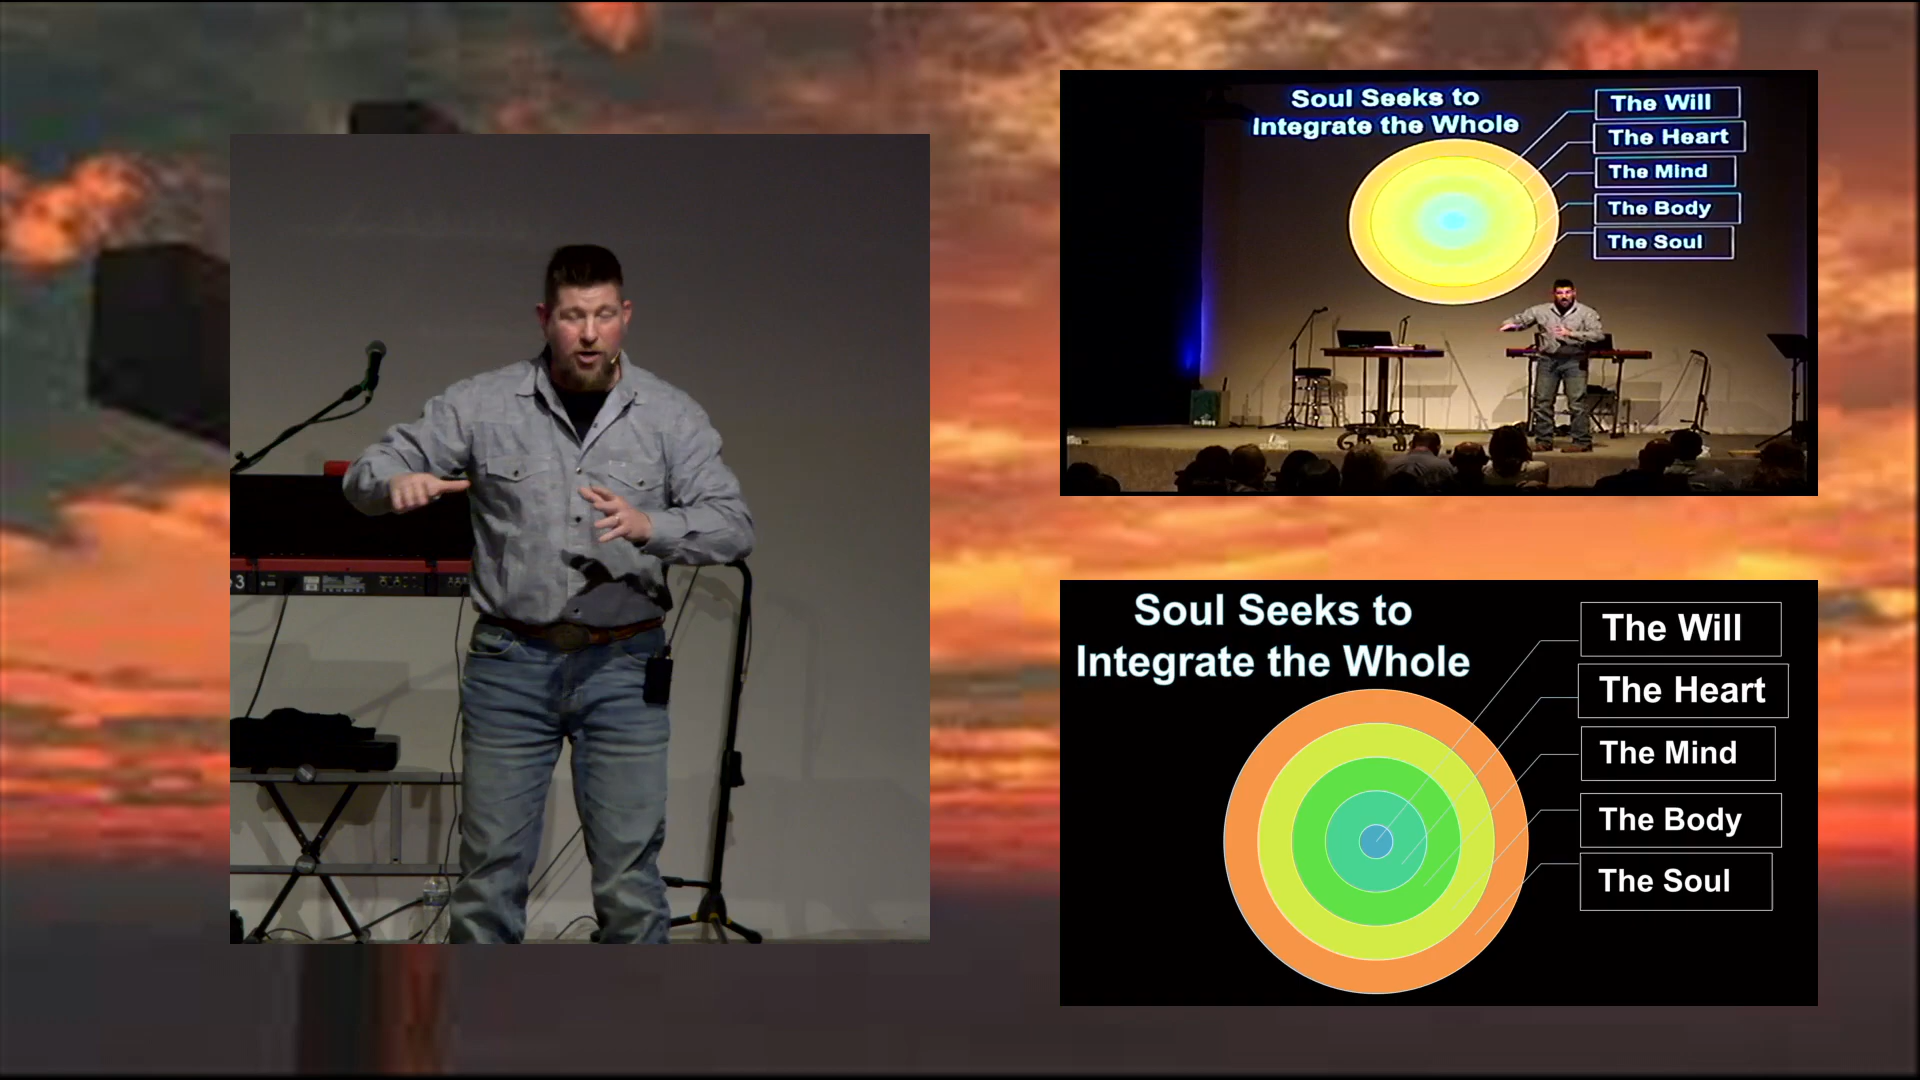 Soul Seeks to
Integrate the Whole
The Will
The Heart
The Mind
The Body
The Soul
3
Soul Seeks to
Integrate the Whole
The Will
The Heart
The Mind
The Body
The Soul